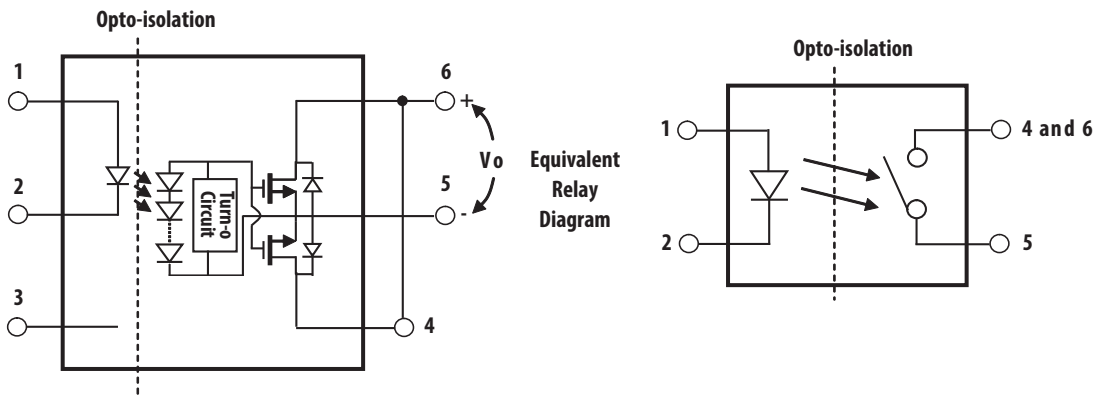 Opto-isolation
1
2
3
Turn-o
Circuit
6
+
Vo
5
-
4
Equivalent
Relay
Diagram
Opto-isolation
1
2
4 and 6
5